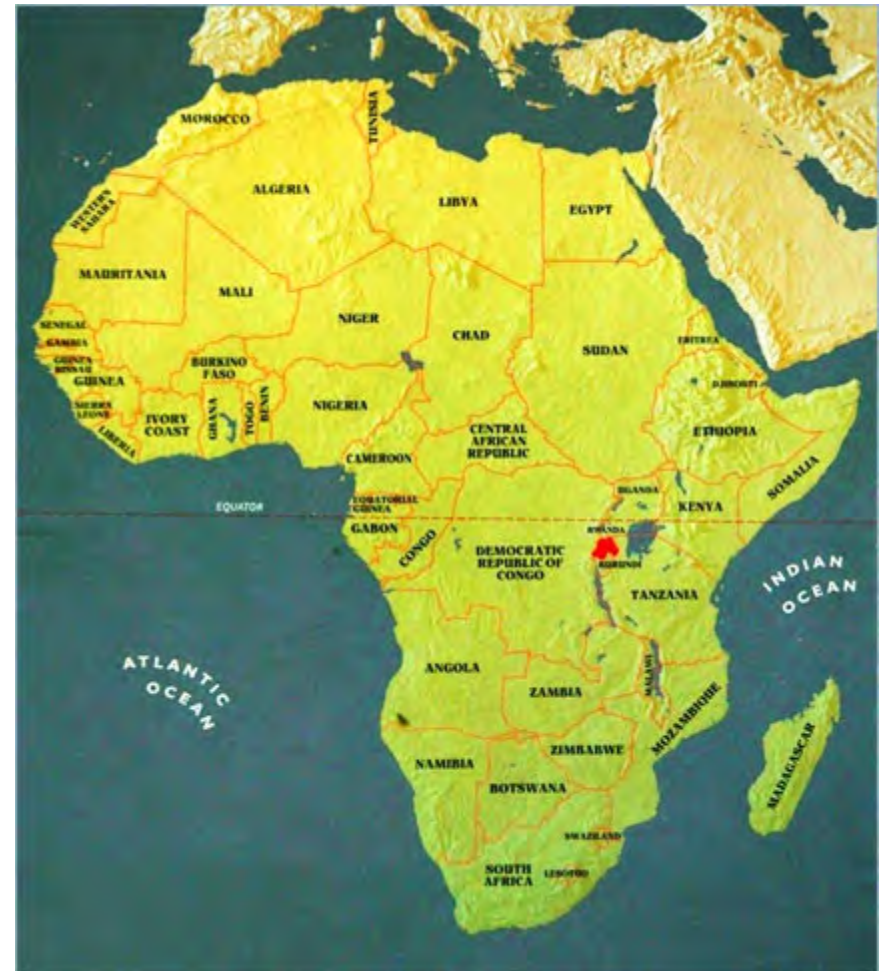 MOROCCO
TUNISIA
ALGERIA
LIBYA
EGYPT
WESTERN
SAHARA
MAURITANIA
MALI
NIGER
CHAD
SUDAN
ERITREA
DJIBOUTI
SENEGAL
GAMBIA
GUINEA
BISSAU
GUINEA
SIERRA
LEONE
LIBERIA
IVORY
COAST
BURKINO
FASO
GHANA
TOGO
BENIN
NIGERIA
CAMEROON
CENTRAL
AFRICAN
REPUBLIC
ETHIOPIA
SOMALIA
EQUATORIAL
GUINEA
EQUATOR
GABON
CONGO
DEMOCRATIC
REPUBLIC OF
CONGO
UGANDA
KENYA
RWANDA
BURUNDI
TANZANIA
INDIAN
OCEAN
ATLANTIC
OCEAN
ANGOLA
ZAMBIA
MALAWI
MOZAMBIQUE
ZIMBABWE
NAMIBIA
BOTSWANA
MADAGASCAR
SWAZILAND
SOUTH
AFRICA
LESOTHO